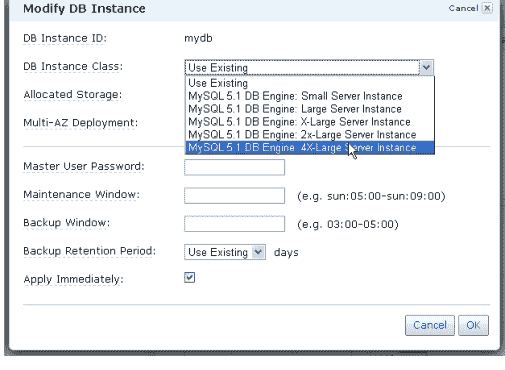 Modify DB Instance
Cancel
DB Instance ID: mydb
DB Instance Class: Use Existing
Use Existing
MySQL 5.1 DB Engine: Small Server Instance
Allocated Storage:
MySQL 5.1 DB Engine: Large Server Instance
MySQL 5.1 DB Engine: X-Large Server Instance
Multi-AZ Deployment:
MySQL 5.1 DB Engine: 2x-Large Server Instance
MySQL 5.1 DB Engine: 4X-Large Server Instance
Master User Password:
Maintenance Window: (e.g. sun:05:00-sun:09:00)
Backup Window: (e.g. 03:00-05:00)
Backup Retention Period: Use Existing days
Apply Immediately:
Cancel OK